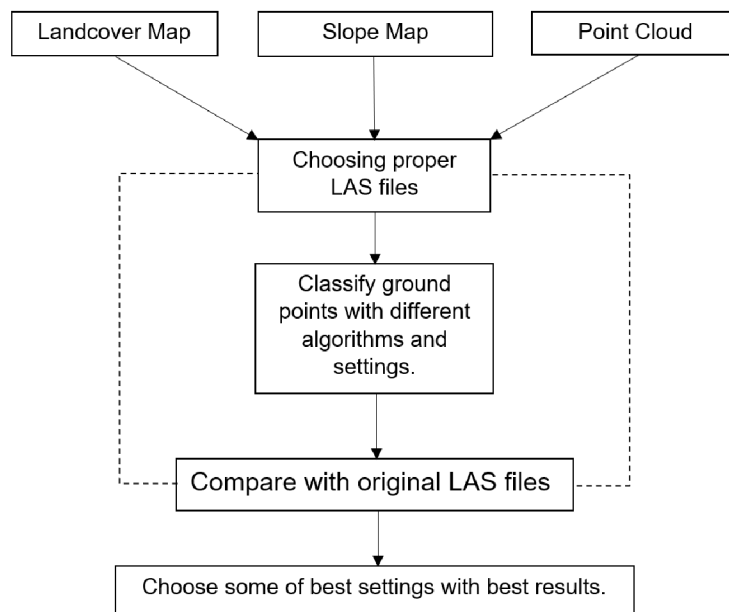 Landcover Map
Slope Map
Point Cloud
Choosing proper
LAS files
Classify ground
points with different
algorithms and
settings.
Compare with original LAS files
Choose some of best settings with best results.